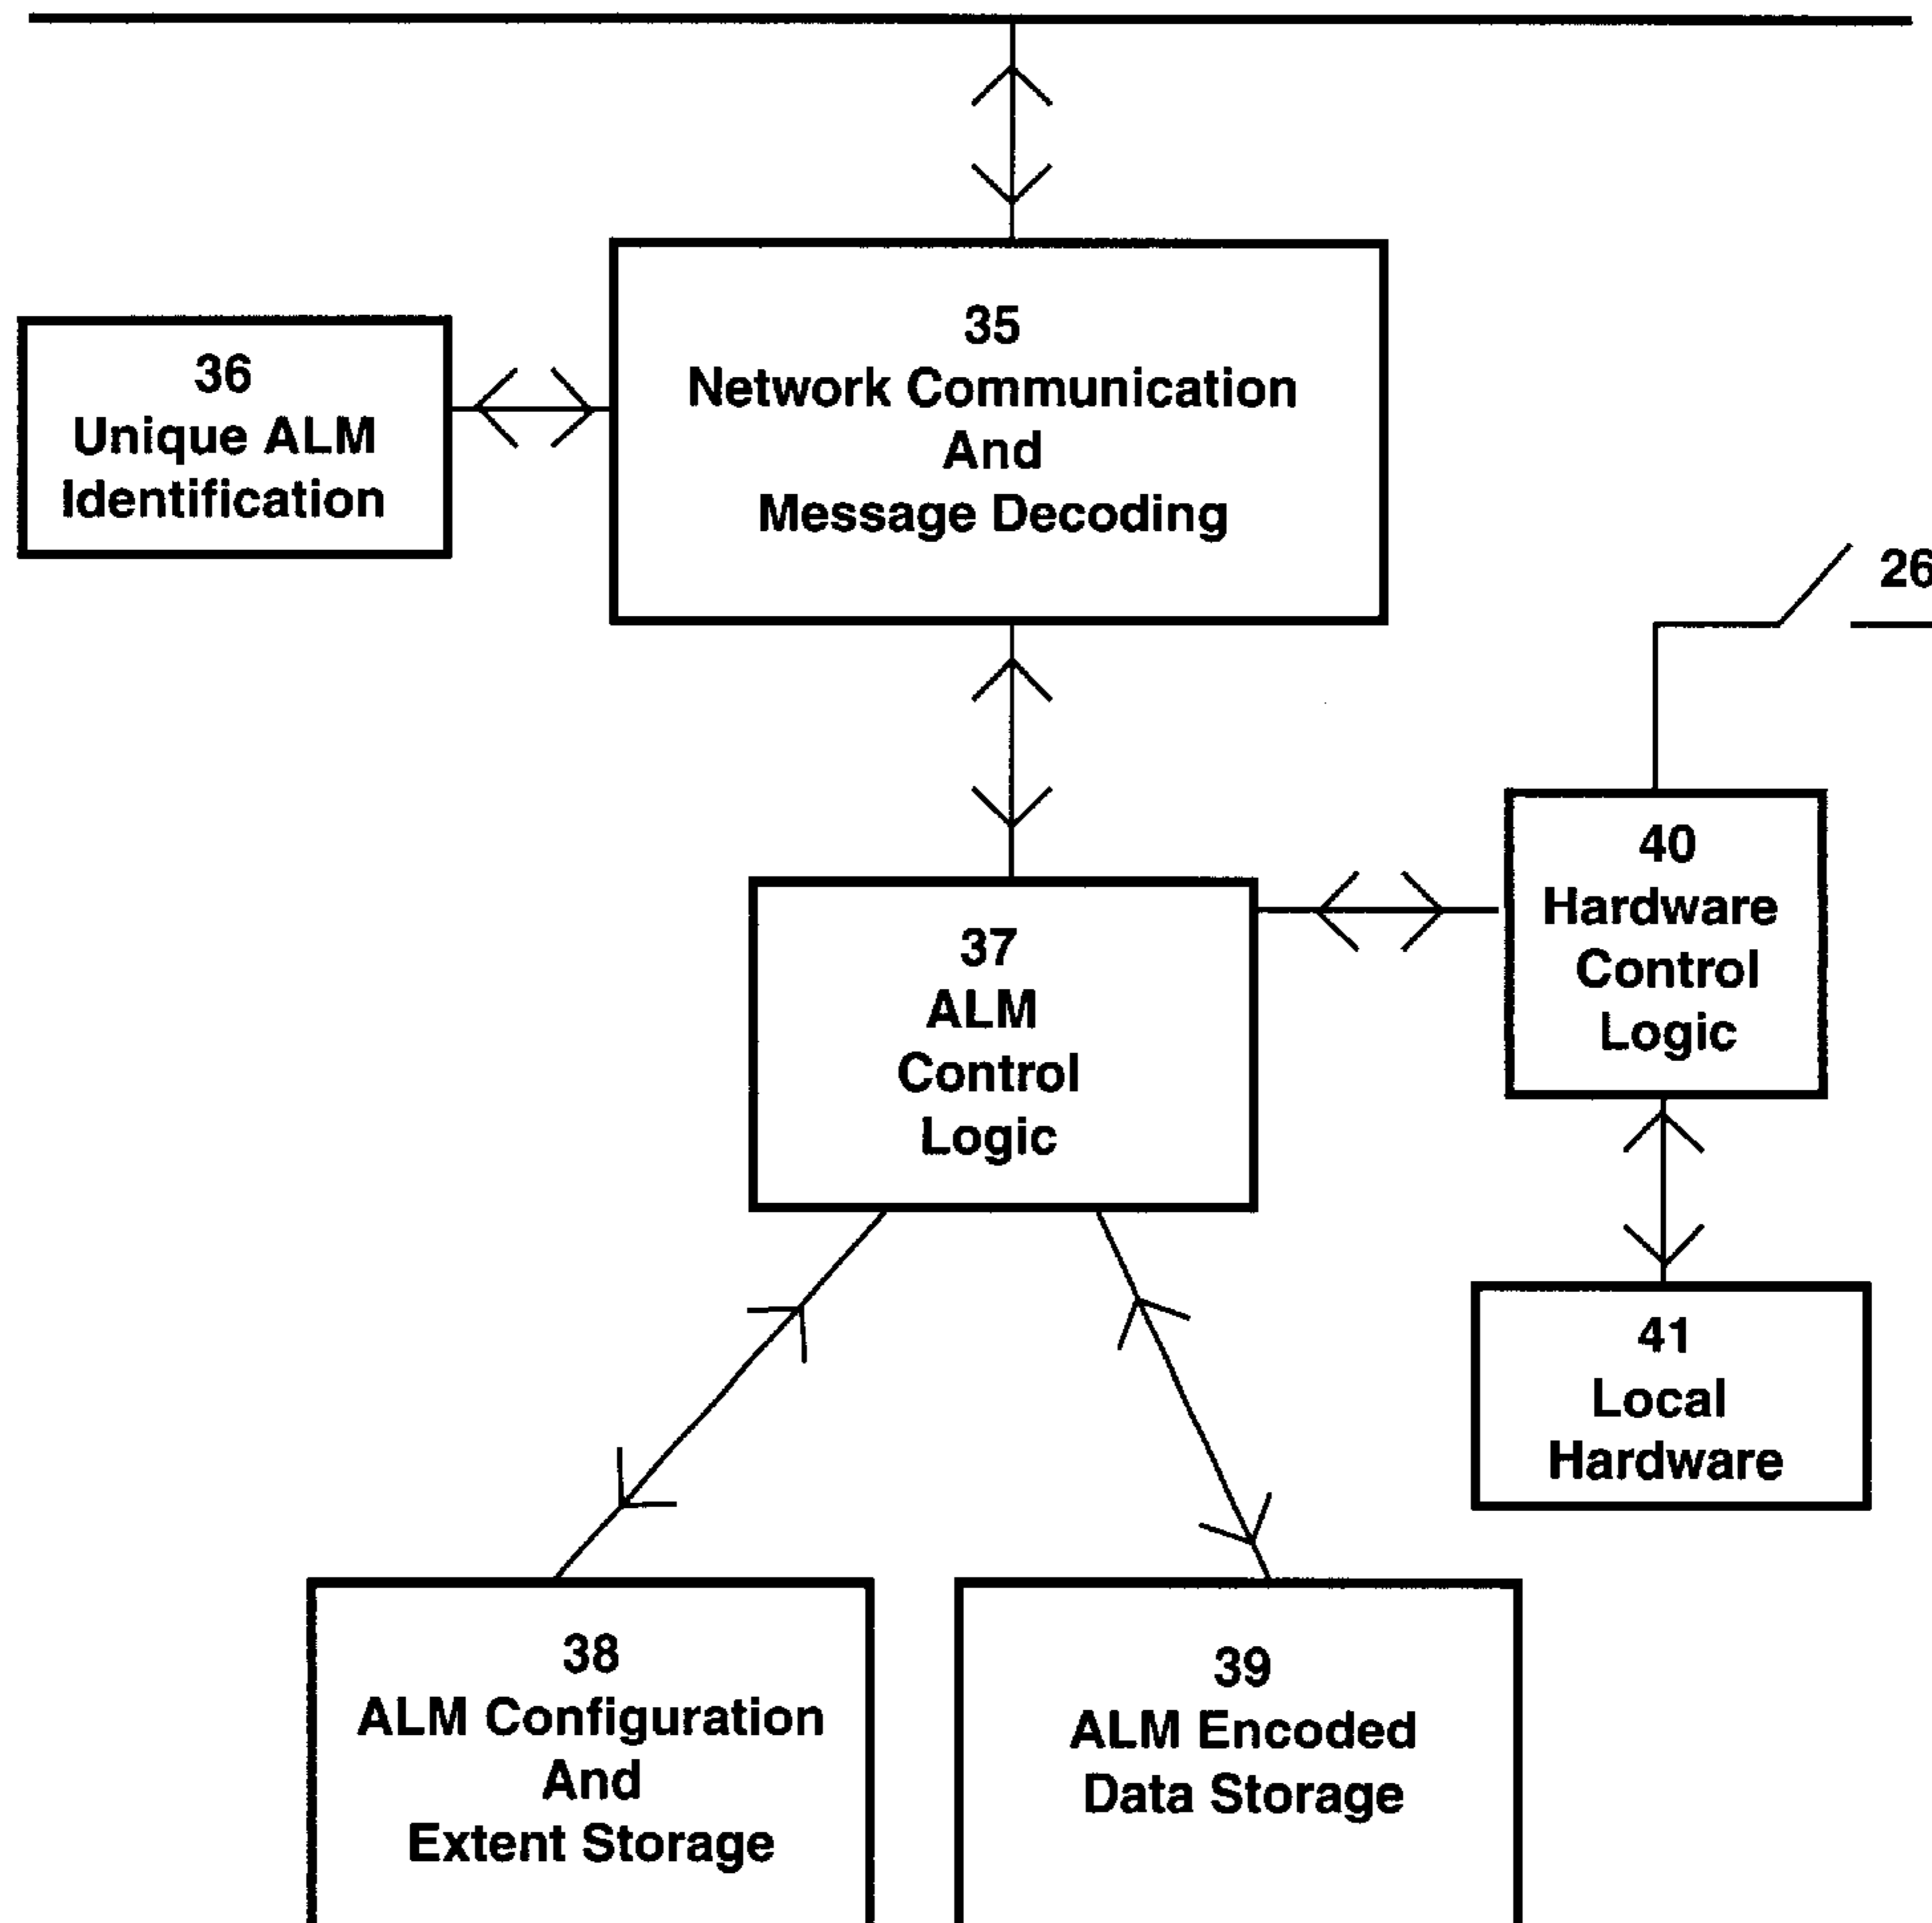 35
Network Communication
And
Message Decoding
36
Unique ALM
Identification
26
37
ALM
Control
Logic
40
Hardware
Control
Logic
41
Local
Hardware
38
ALM Configuration
And
Extent Storage
39
ALM Encoded
Data Storage